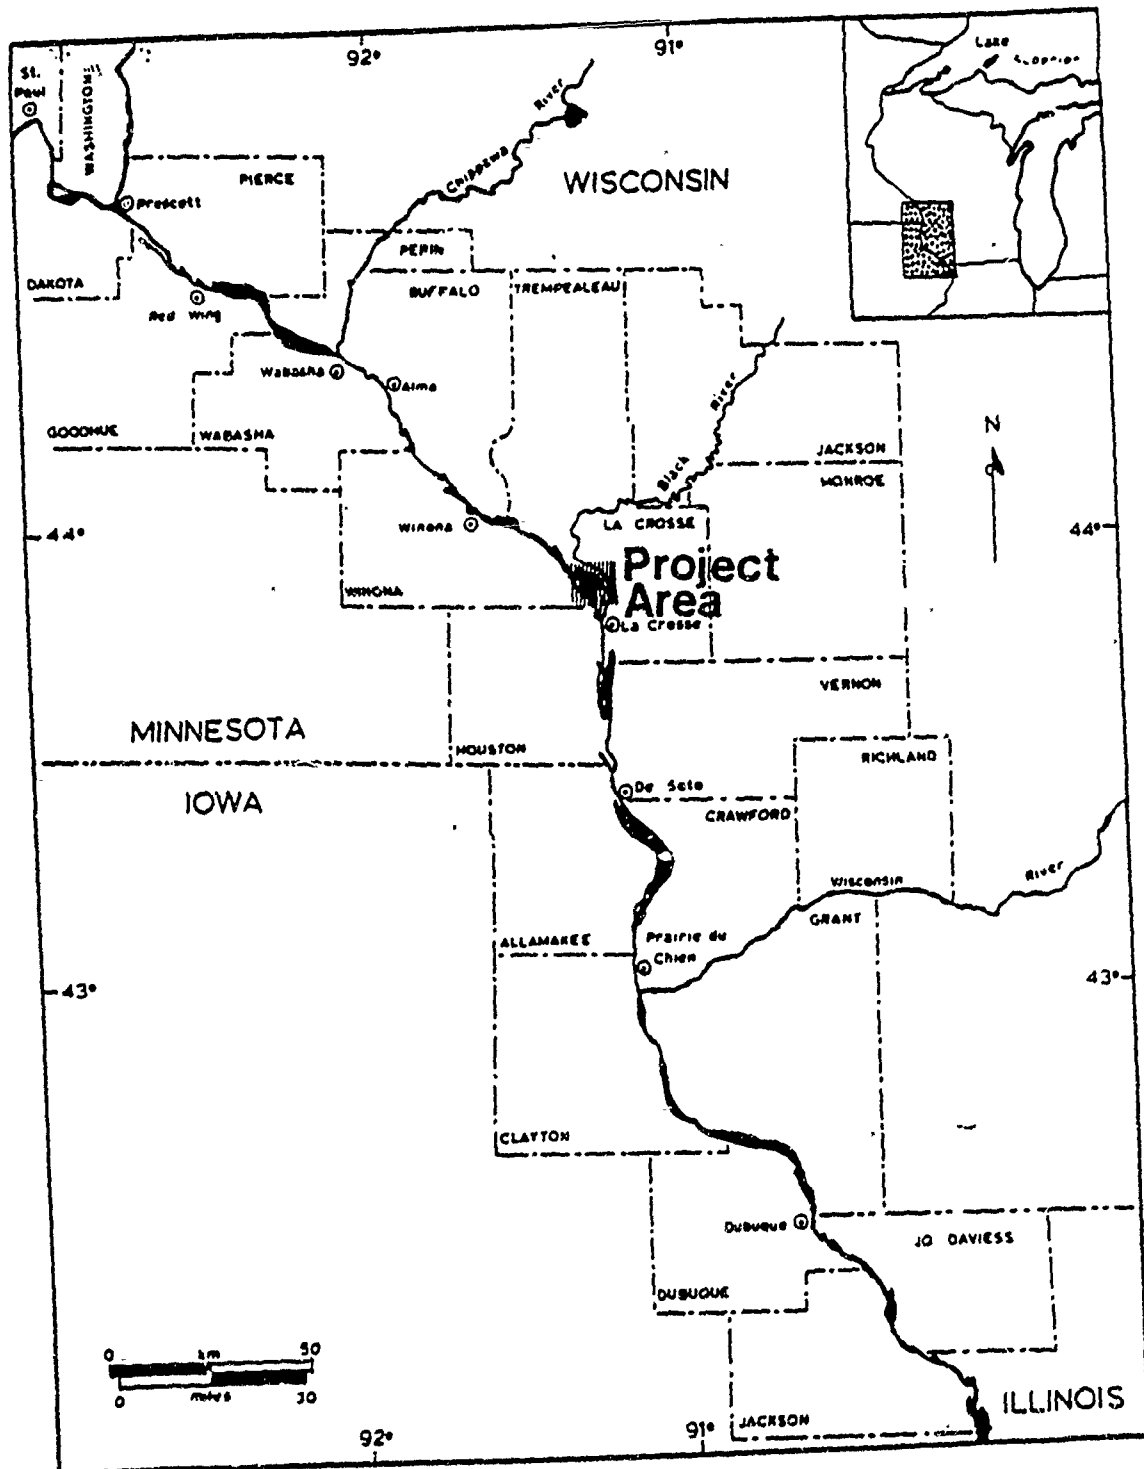 92°
91°
Lake
Superior
St.
Paul
WASHINGTON
River
Chippewa
WISCONSIN
PIERCE
Prescott
PEPIN
DAKOTA
BUFFALO
TREMPEALEAU
Red Wing
Wabasha
Alma
River
Black
N
GOODHUE
WABASHA
JACKSON
MONROE
Winona
LA CROSSE
44°
44°
Project
Area
WINONA
La Crosse
VERNON
MINNESOTA
HOUSTON
RICHLAND
IOWA
De Soto
CRAWFORD
Wisconsin
River
GRANT
ALLAMAKEE
Prairie du
Chien
43°
43°
CLAYTON
Dubuque
JO DAVIESS
DUBUQUE
0 km 50
0 miles 30
ILLINOIS
JACKSON
92°
91°